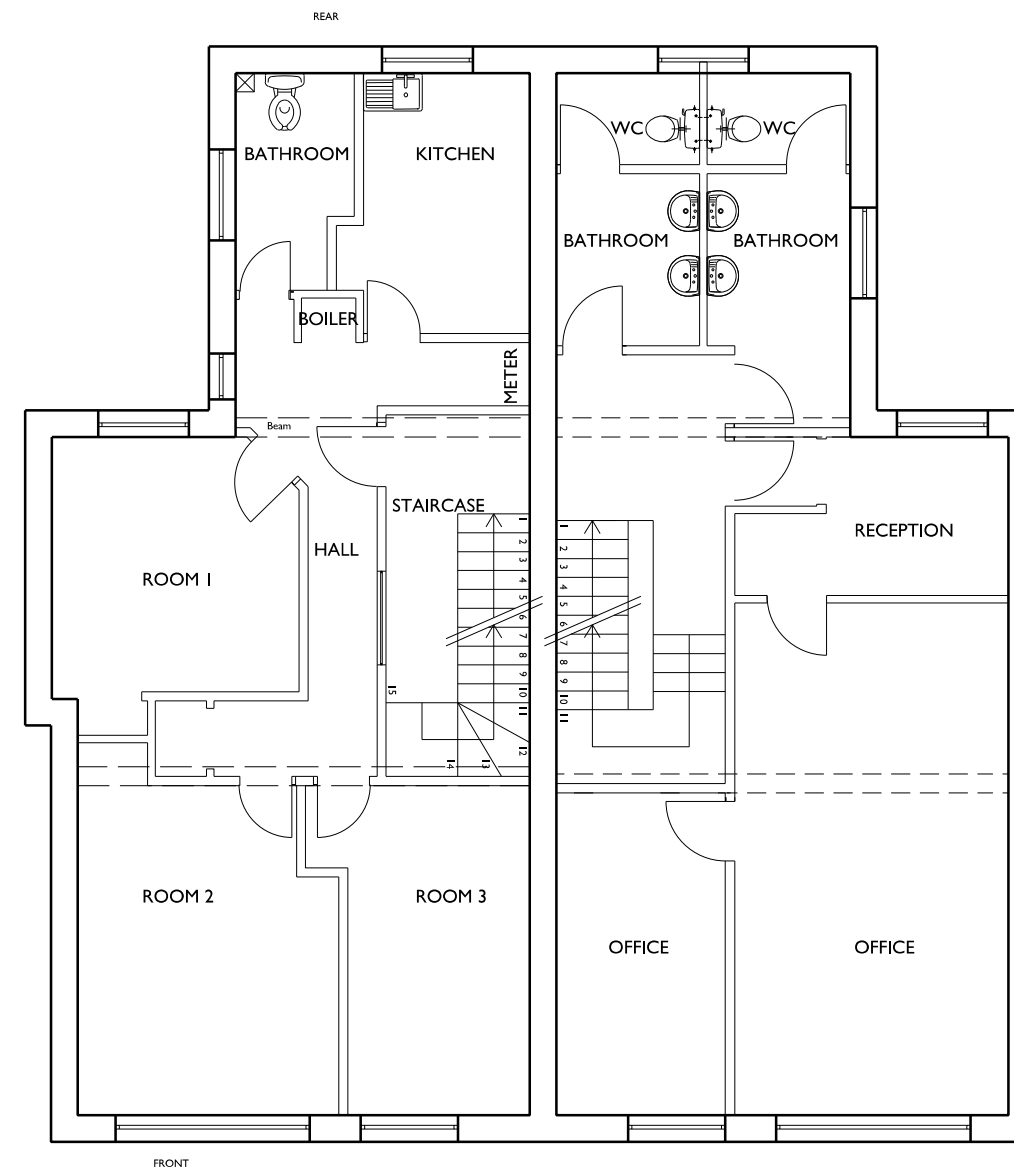 REAR
WC
WC
BATHROOM
KITCHEN
BATHROOM
BATHROOM
BOILER
METER
Beam
STAIRCASE
HALL
RECEPTION
ROOM 1
1
2
3
4
5
6
7
8
9
10
11
12
13
14
15
1
2
3
4
5
6
7
8
9
10
11
ROOM 2
ROOM 3
OFFICE
OFFICE
FRONT